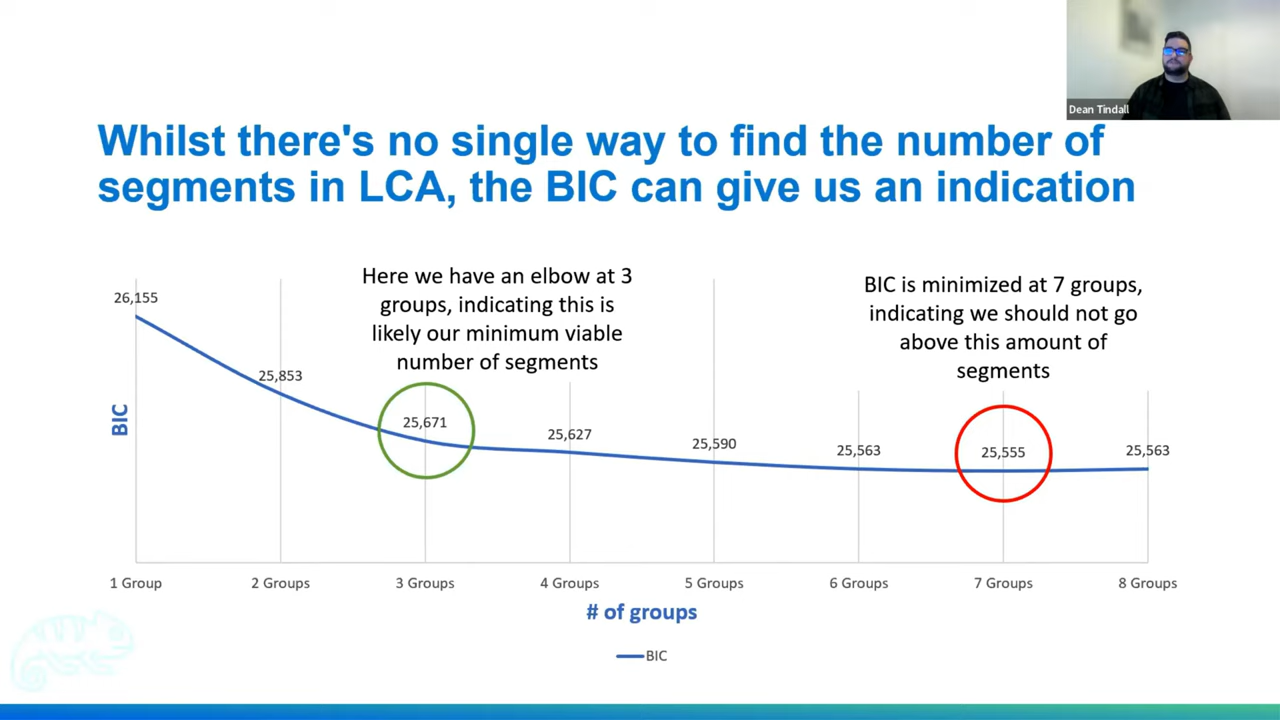 Dean Tindall
Whilst there's no single way to find the number of
segments in LCA, the BIC can give us an indication
Here we have an elbow at 3
groups, indicating this is
likely our minimum viable
number of segments
BIC is minimized at 7 groups,
indicating we should not go
above this amount of
segments
26,155
25,853
25,671
25,627
25,590
25,563
25,555
25,563
BIC
1 Group
2 Groups
3 Groups
4 Groups
5 Groups
6 Groups
7 Groups
8 Groups
# of groups
BIC